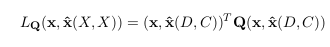 L_Q(x, x̂(X, X)) = (x, x̂(D, C))^T Q(x, x̂(D, C))